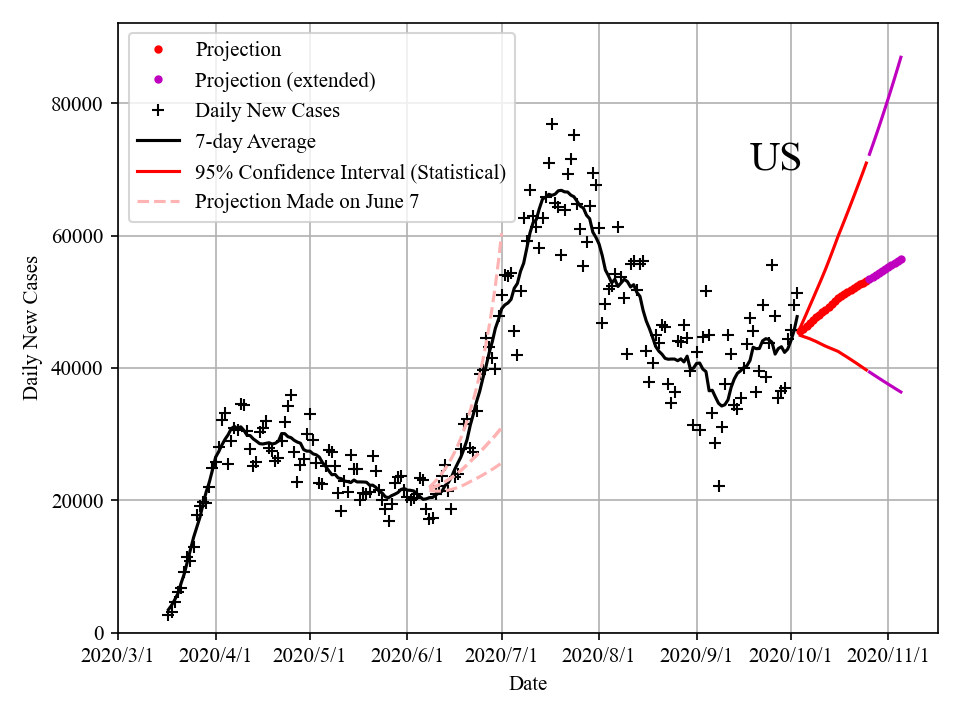 Projection
Projection (extended)
Daily New Cases
7-day Average
95% Confidence Interval (Statistical)
Projection Made on June 7
US
80000
60000
40000
20000
0
Daily New Cases
2020/3/1 2020/4/1 2020/5/1 2020/6/1 2020/7/1 2020/8/1 2020/9/1 2020/10/1 2020/11/1
Date